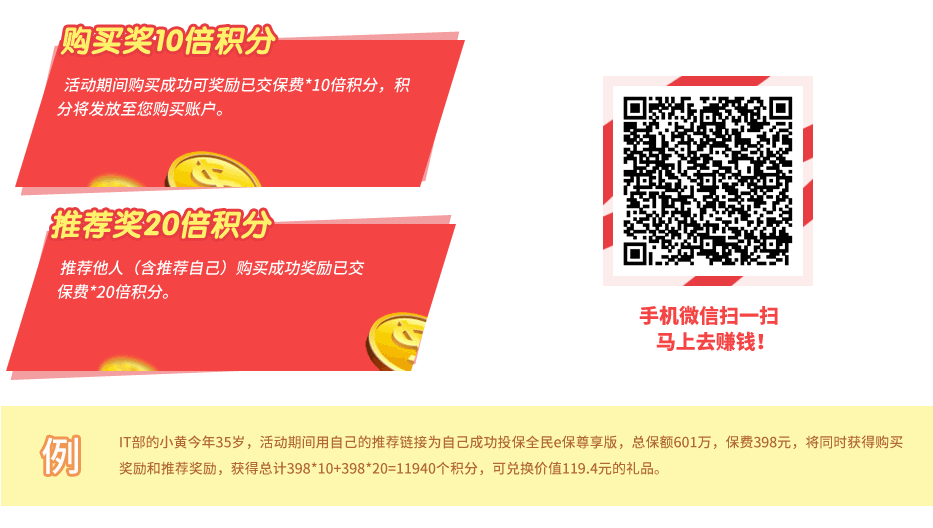 购买奖10倍积分
活动期间购买成功可奖励已交保费*10倍积分，积
分将发放至您购买账户。
推荐奖20倍积分
推荐他人（含推荐自己）购买成功奖励已交
保费*20倍积分。
手机微信扫一扫
马上去赚钱！
例
IT部的小黄今年35岁，活动期间用自己的推荐链接为自己成功投保全民e保尊享版，总保额601万，保费398元，将同时获得购买
奖励和推荐奖励，获得总计398*10+398*20=11940个积分，可兑换价值119.4元的礼品。